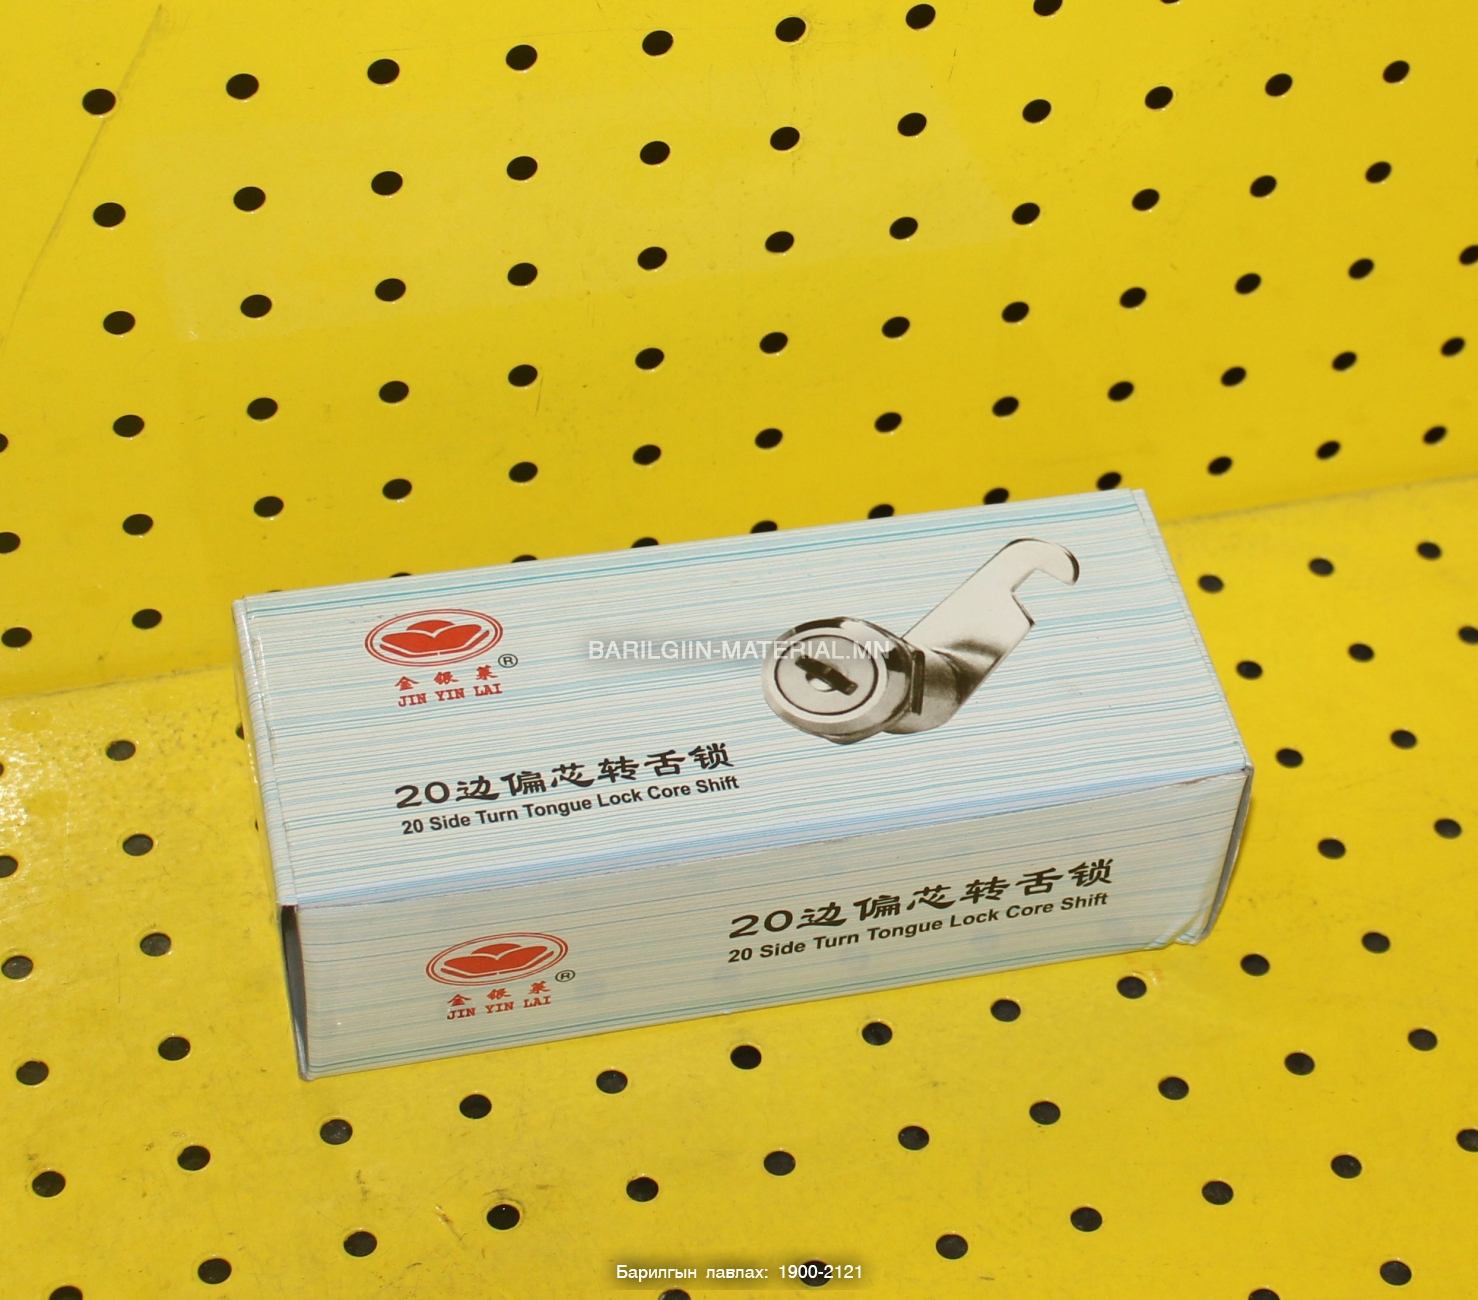 ®
金银莱
JIN YIN LAI
BARILGIIN-MATERIAL.MN
20边偏芯转舌锁
20 Side Turn Tongue Lock Core Shift
20边偏芯转舌锁
20 Side Turn Tongue Lock Core Shift
®
金银莱
JIN YIN LAI
Барилгын лавлах: 1900-2121